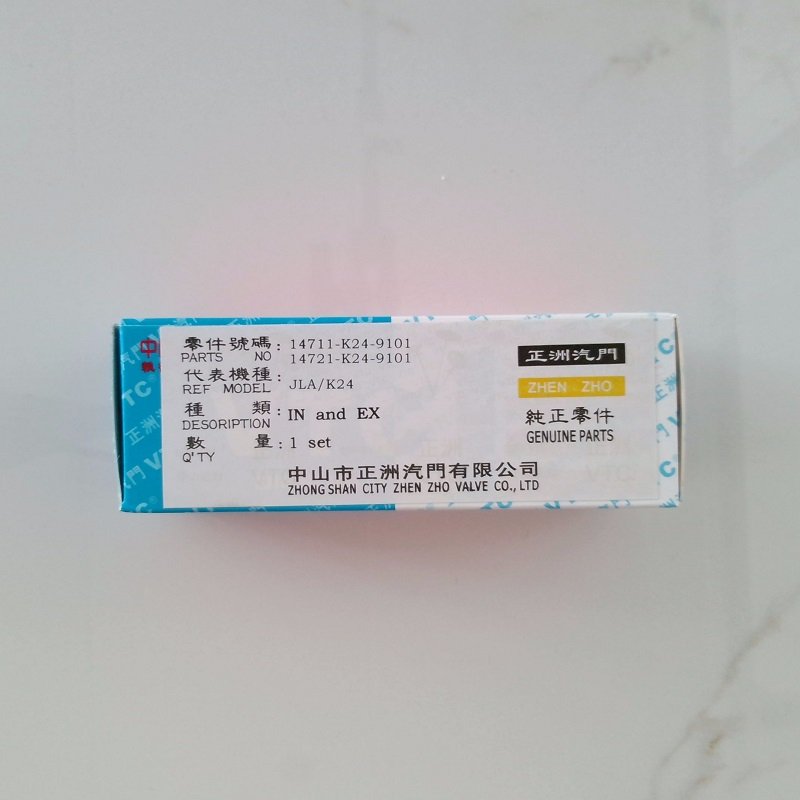 零件號碼 : 14711-K24-9101
PARTS NO 14721-K24-9101
代表機種 : JLA/K24
REF MODEL
種 類 : IN and EX
DESORIPTION
數 量 : 1 set
Q'TY
正洲汽門
ZHEN ZHO
純正零件
GENUINE PARTS
中山市正洲汽門有限公司
ZHONG SHAN CITY ZHEN ZHO VALVE CO., LTD